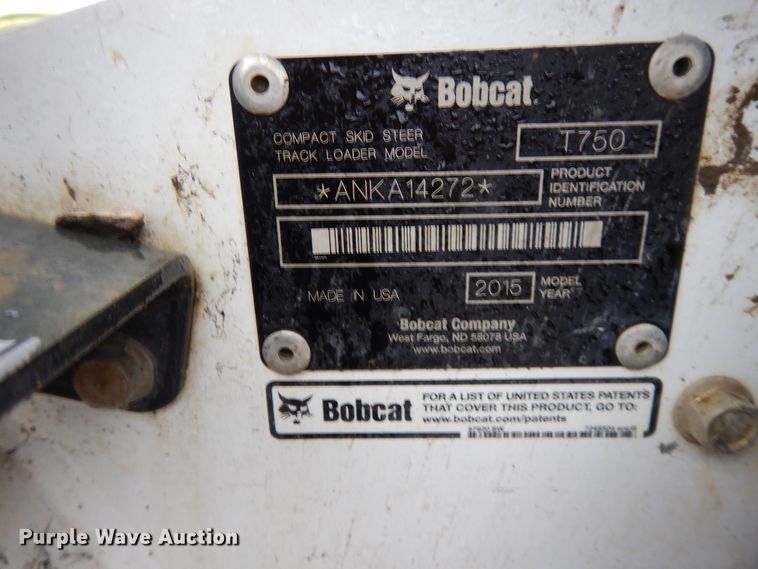 Bobcat.
COMPACT SKID STEER
TRACK LOADER MODEL
T750
*ANKA14272*
PRODUCT
IDENTIFICATION
NUMBER
MADE IN USA
2015
MODEL
YEAR
Bobcat Company
West Fargo, ND 58078 USA
www.bobcat.com
Bobcat
FOR A LIST OF UNITED STATES PATENTS
THAT COVER THIS PRODUCT, GO TO:
www.bobcat.com/patents
Purple Wave Auction